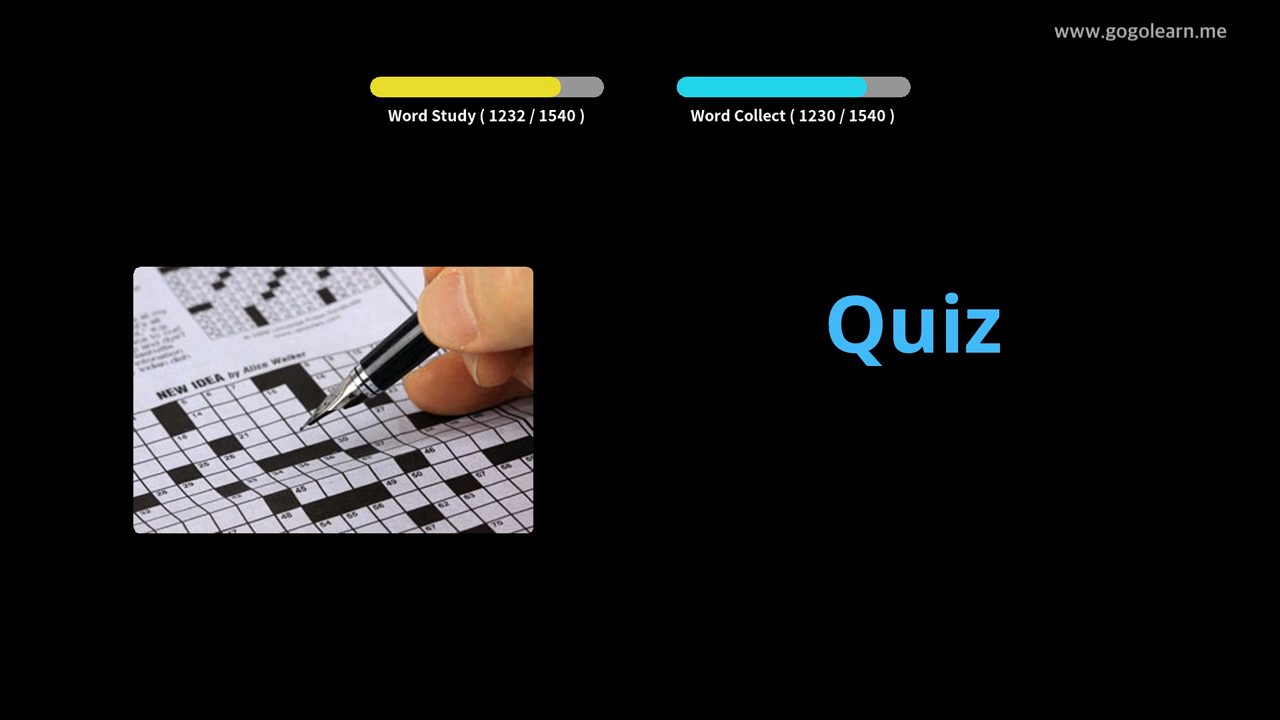 www.gogolearn.me
Word Study ( 1232 / 1540 )
Word Collect ( 1230 / 1540 )
Quiz
NEW IDEA by Alice Walker